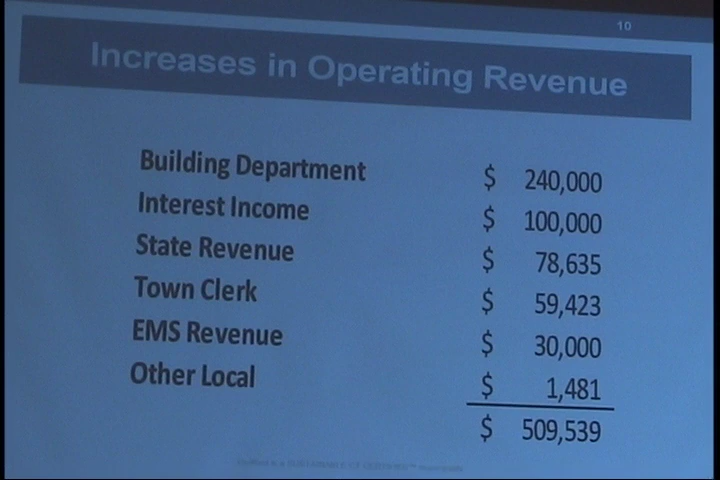 10
Increases in Operating Revenue
Building Department $ 240,000
Interest Income $ 100,000
State Revenue $ 78,635
Town Clerk $ 59,423
EMS Revenue $ 30,000
Other Local $ 1,481
$ 509,539